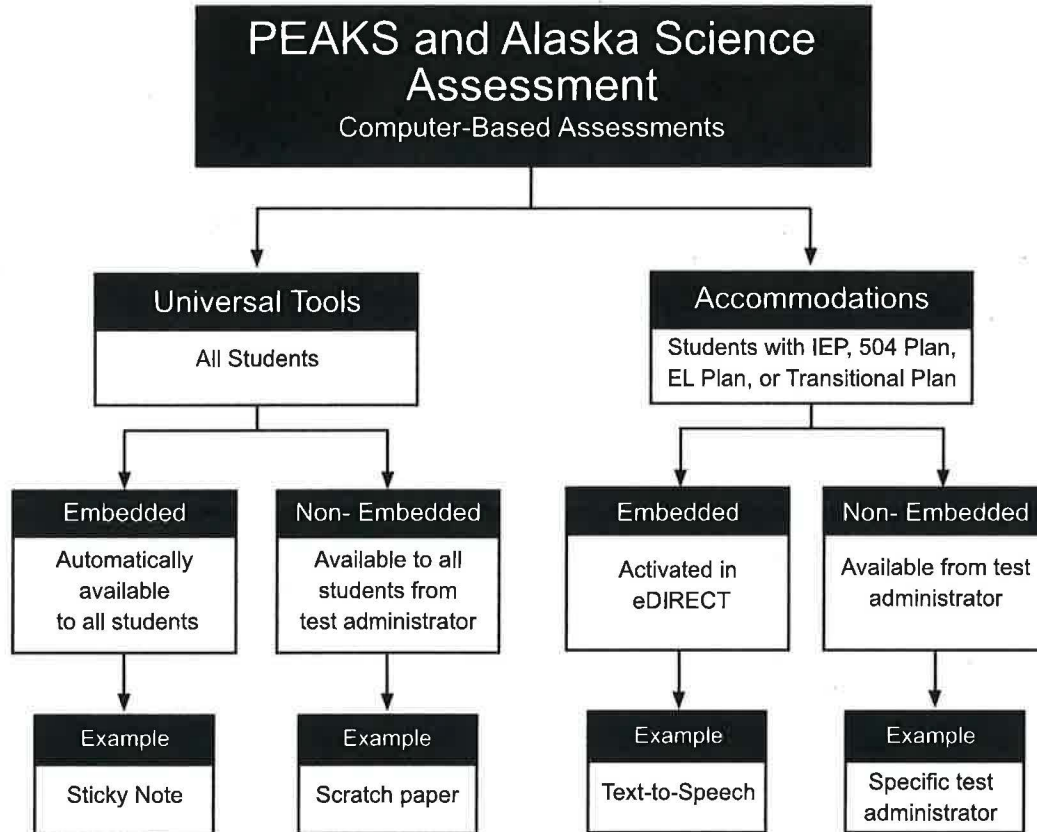 PEAKS and Alaska Science
Assessment
Computer-Based Assessments
Universal Tools
All Students
Accommodations
Students with IEP, 504 Plan,
EL Plan, or Transitional Plan
Embedded
Automatically
available
to all students
Non- Embedded
Available to all
students from
test administrator
Embedded
Activated in
eDIRECT
Non- Embedded
Available from test
administrator
Example
Sticky Note
Example
Scratch paper
Example
Text-to-Speech
Example
Specific test
administrator